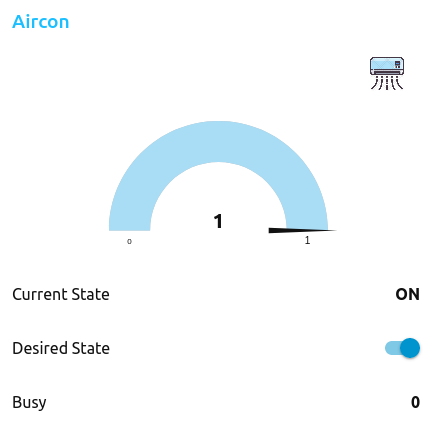 Aircon
1
0
1
Current State
ON
Desired State
Busy
0